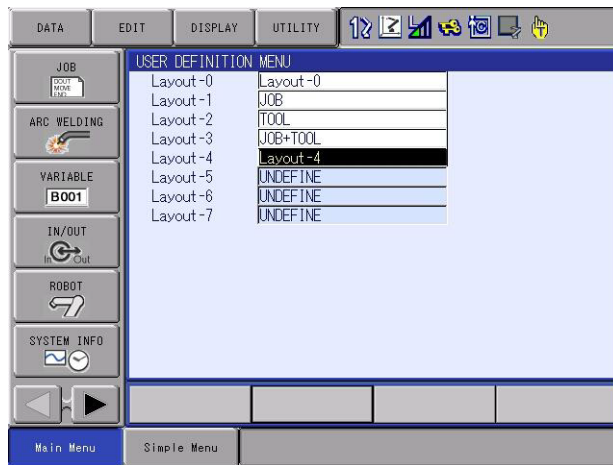 DATA EDIT DISPLAY UTILITY
JOB
DOUT
MOVE
END
ARC WELDING
VARIABLE
B001
IN/OUT
In Out
ROBOT
SYSTEM INFO
USER DEFINITION MENU
Layout-0 Layout-0
Layout-1 JOB
Layout-2 TOOL
Layout-3 JOB+TOOL
Layout-4 Layout-4
Layout-5 UNDEFINE
Layout-6 UNDEFINE
Layout-7 UNDEFINE
Main Menu Simple Menu